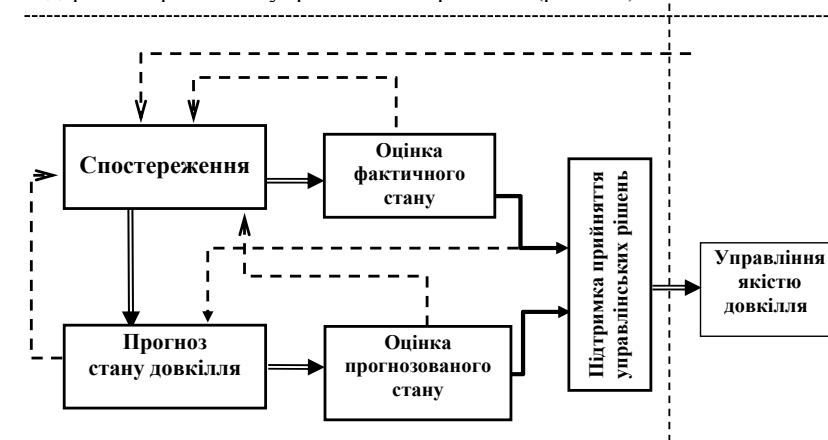 Спостереження
Оцінка
фактичного
стану
Підтримка прийняття
управлінських рішень
Управління
якістю
довкілля
Прогноз
стану довкілля
Оцінка
прогнозованого
стану